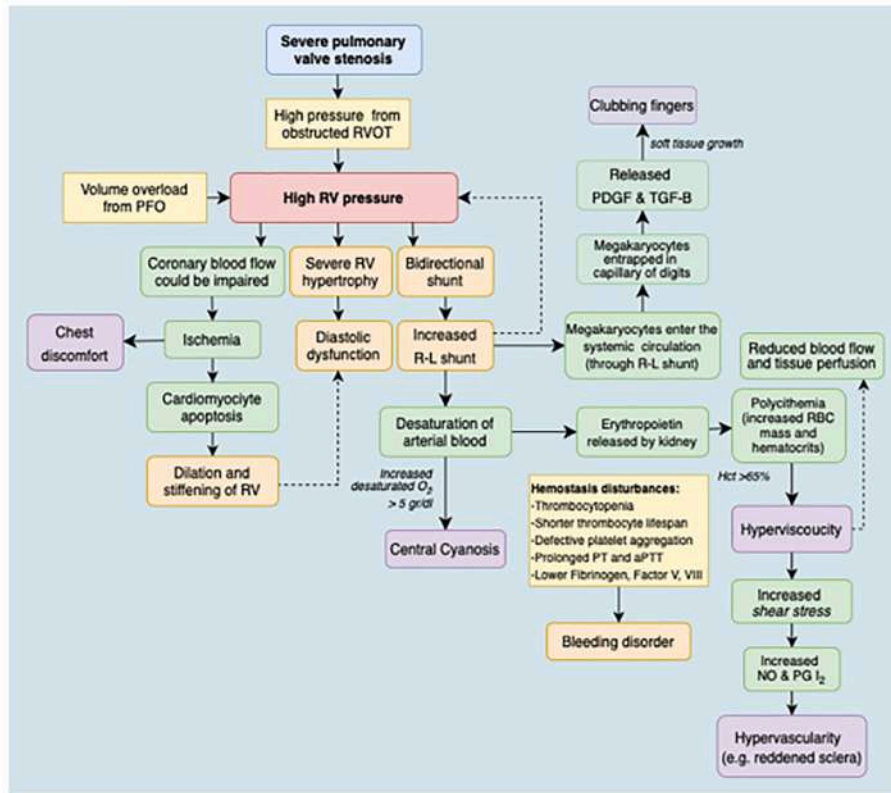 Severe pulmonary
valve stenosis
High pressure from
obstructed RVOT
Volume overload
from PFO
High RV pressure
Coronary blood flow
could be impaired
Severe RV
hypertrophy
Bidirectional
shunt
Chest
discomfort
Ischemia
Diastolic
dysfunction
Increased
R-L shunt
Cardiomyoclyte
apoptosis
Dilation and
stiffening of RV
Desaturation of
arterial blood
Increased
desaturated O2
> 5 gr/dl
Central Cyanosis
Clubbing fingers
soft tissue growth
Released
PDGF & TGF-B
Megakaryocytes
entrapped in
capillary of digits
Megakaryocytes enter the
systemic circulation
(through R-L shunt)
Reduced blood flow
and tissue perfusion
Erythropoietin
released by kidney
Polycithemia
(increased RBC
mass and
hematocrits)
Hct >65%
Hemostasis disturbances:
-Thrombocytopenia
-Shorter thrombocyte lifespan
-Defective platelet aggregation
-Prolonged PT and aPTT
-Lower Fibrinogen, Factor V, VIII
Bleeding disorder
Hyperviscoucity
Increased
shear stress
Increased
NO & PG I2
Hypervascularity
(e.g. reddened sclera)